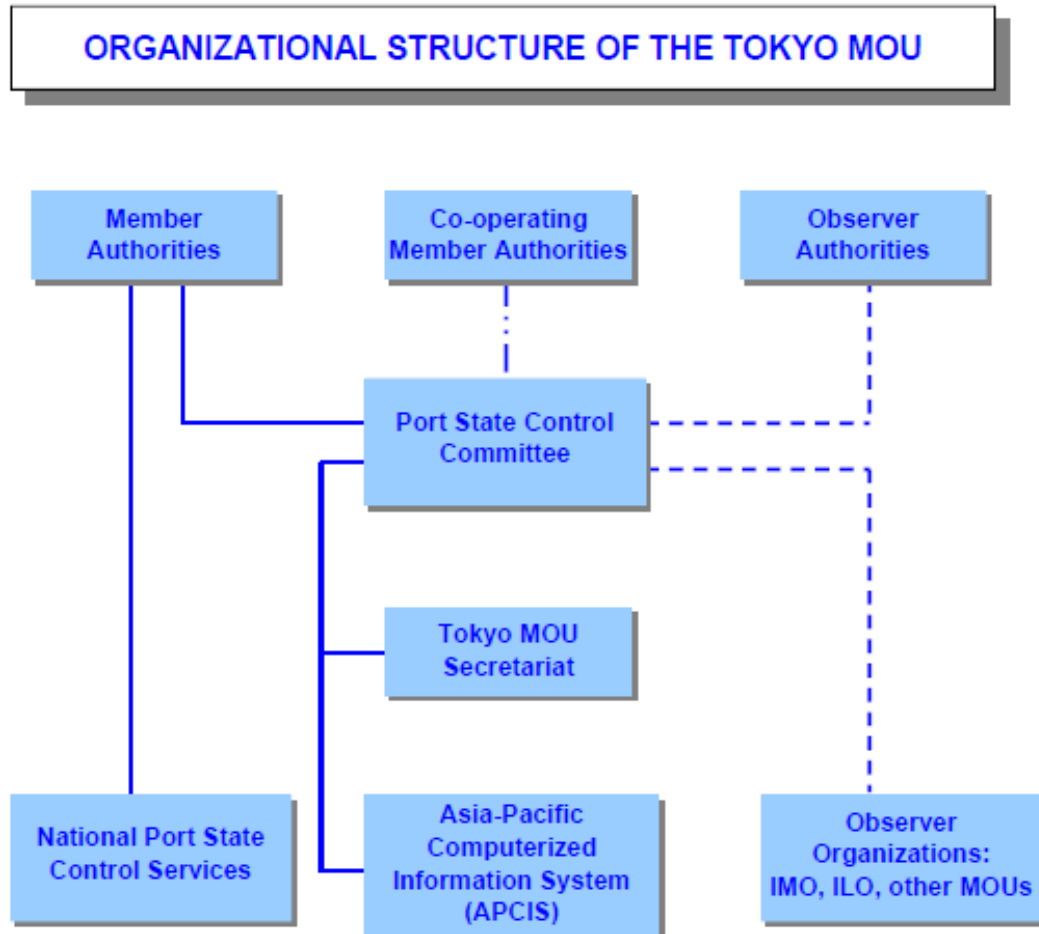 ORGANIZATIONAL STRUCTURE OF THE TOKYO MOU
Member
Authorities
Co-operating
Member Authorities
Observer
Authorities
Port State Control
Committee
Tokyo MOU
Secretariat
National Port State
Control Services
Asia-Pacific
Computerized
Information System
(APCIS)
Observer
Organizations:
IMO, ILO, other MOUs